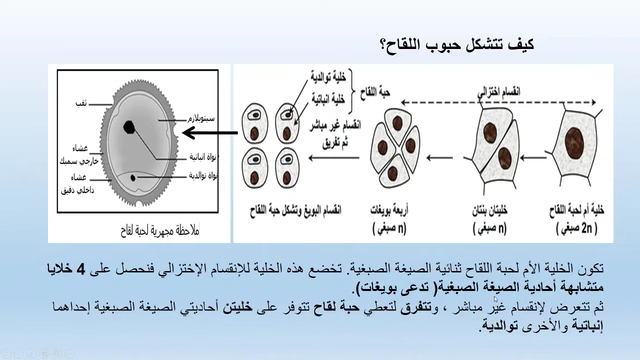 كيف تتشكل حبوب اللقاح؟
انقسام اختزالي
حبة اللقاح
خلية توالدية
خلية انباتية
انقسام غير مباشر
ثم تفريق
خلية أم لحبة اللقاح
(2n صبغي)
خليتان بنتان
(n صبغي)
أربعة بويغات
(n صبغي)
انقسام البويغ وتشكل حبة اللقاح
ثقب
سيتوبلازم
غشاء
خارجي سميك
غشاء
داخلي دقيق
نواة انباتية
نواة توالدية
ملاحظة مجهرية لحبة لقاح
تكون الخلية الأم لحبة اللقاح ثنائية الصيغة الصبغية. تخضع هذه الخلية للإنقسام الإختزالي فنحصل على 4 خلايا
متشابهة أحادية الصيغة الصبغية( تدعى بويغات).
ثم تتعرض لإنقسام غير مباشر ، وتتفرق لتعطي حبة لقاح تتوفر على خليتن أحاديتي الصيغة الصبغية إحداهما
إنباتية والأخرى توالدية.